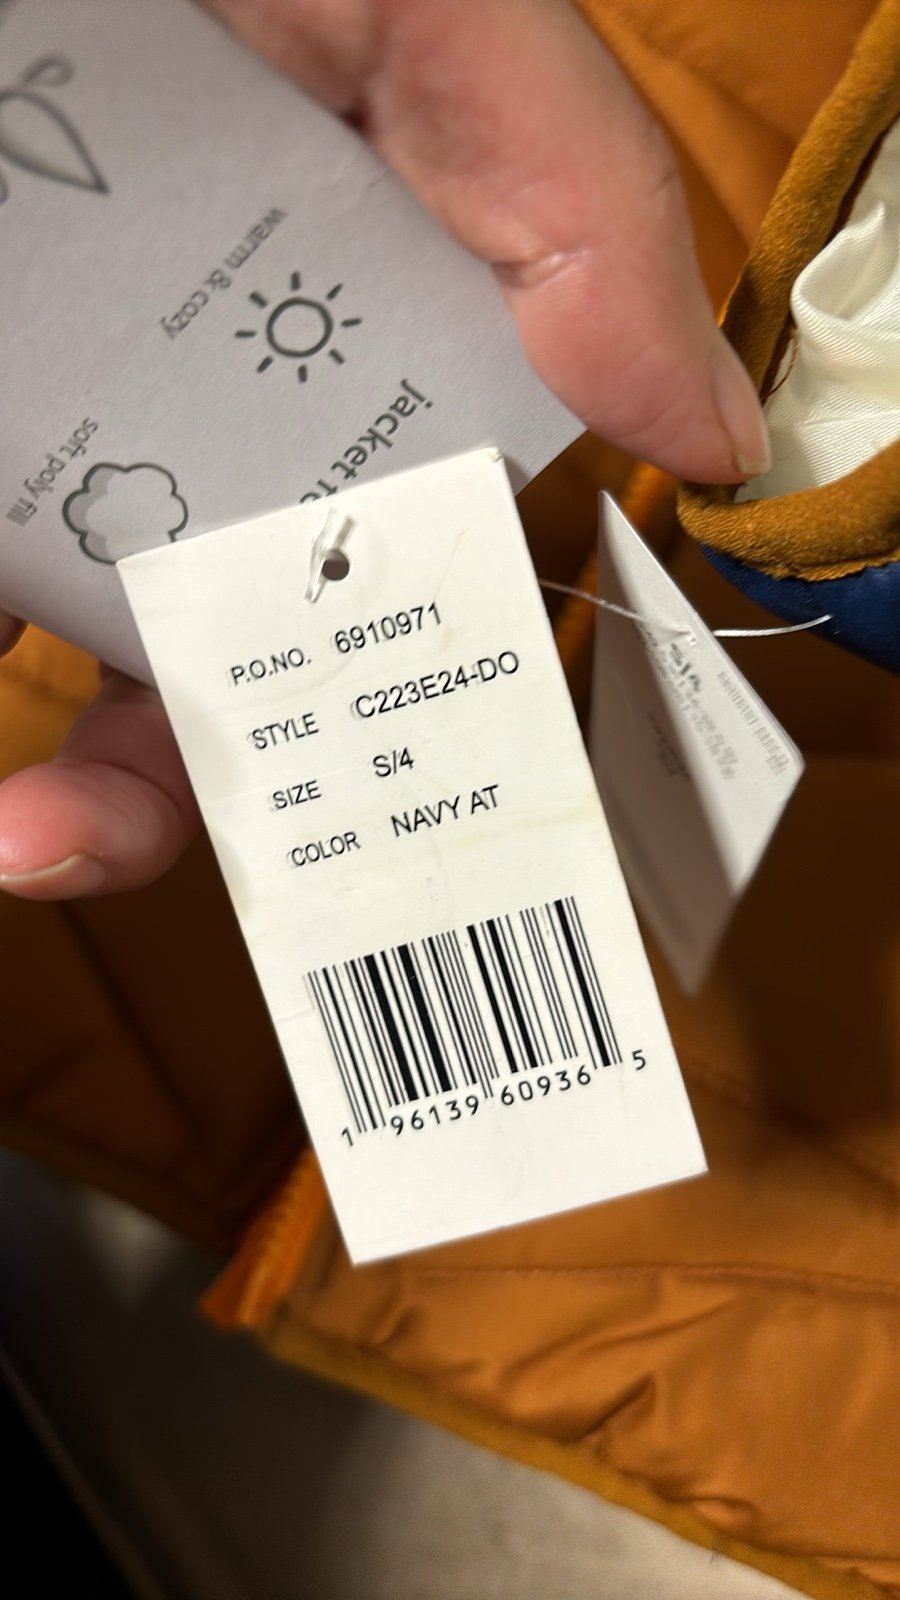 warm & cozy
soft poly fill
jacket
P.O.NO. 6910971
STYLE C223E24-DO
SIZE S/4
COLOR NAVY AT
1 96139 60936 5